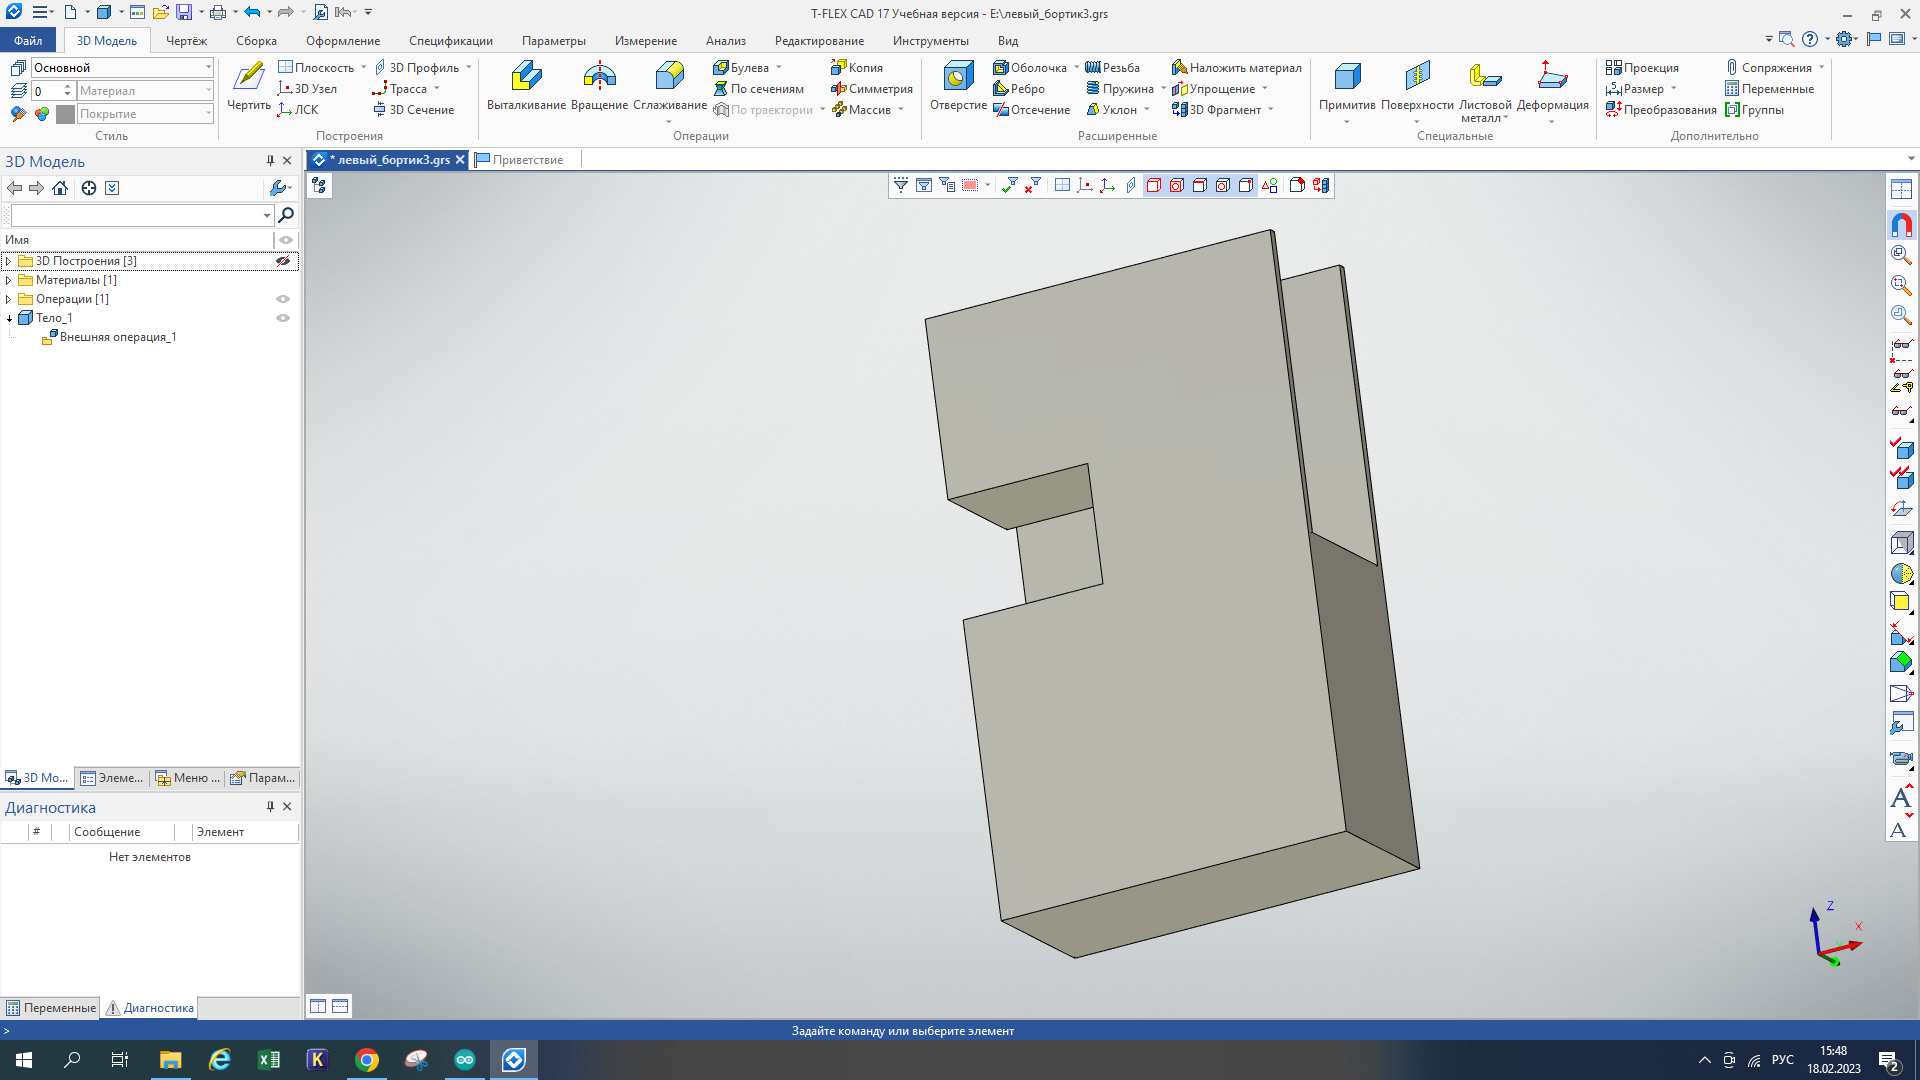 T-FLEX CAD 17 Учебная версия - E:\левый_бортик3.grs
Файл 3D Модель Чертёж Сборка Оформление Спецификации Параметры Измерение Анализ Редактирование Инструменты Вид
Основной
0 Материал
Покрытие
Стиль
Чертить
Плоскость
3D Узел
ЛСК
3D Профиль
Трасса
3D Сечение
Построения
Выталкивание Вращение Сглаживание
Булева
По сечениям
По траектории
Копия
Симметрия
Массив
Операции
Отверстие
Оболочка
Ребро
Отсечение
Резьба
Пружина
Уклон
Наложить материал
Упрощение
3D Фрагмент
Расширенные
Примитив Поверхности Листовой металл Деформация
Специальные
Проекция
Размер
Преобразования
Сопряжения
Переменные
Группы
Дополнительно
3D Модель
* левый_бортик3.grs
Приветствие
Имя
3D Построения [3]
Материалы [1]
Операции [1]
Тело_1
Внешняя операция_1
3D Мо... Элеме... Меню ... Парам...
Диагностика
# Сообщение Элемент
Нет элементов
Переменные Диагностика
Z
X
Y
>
Задайте команду или выберите элемент
РУС
15:48
18.02.2023
2